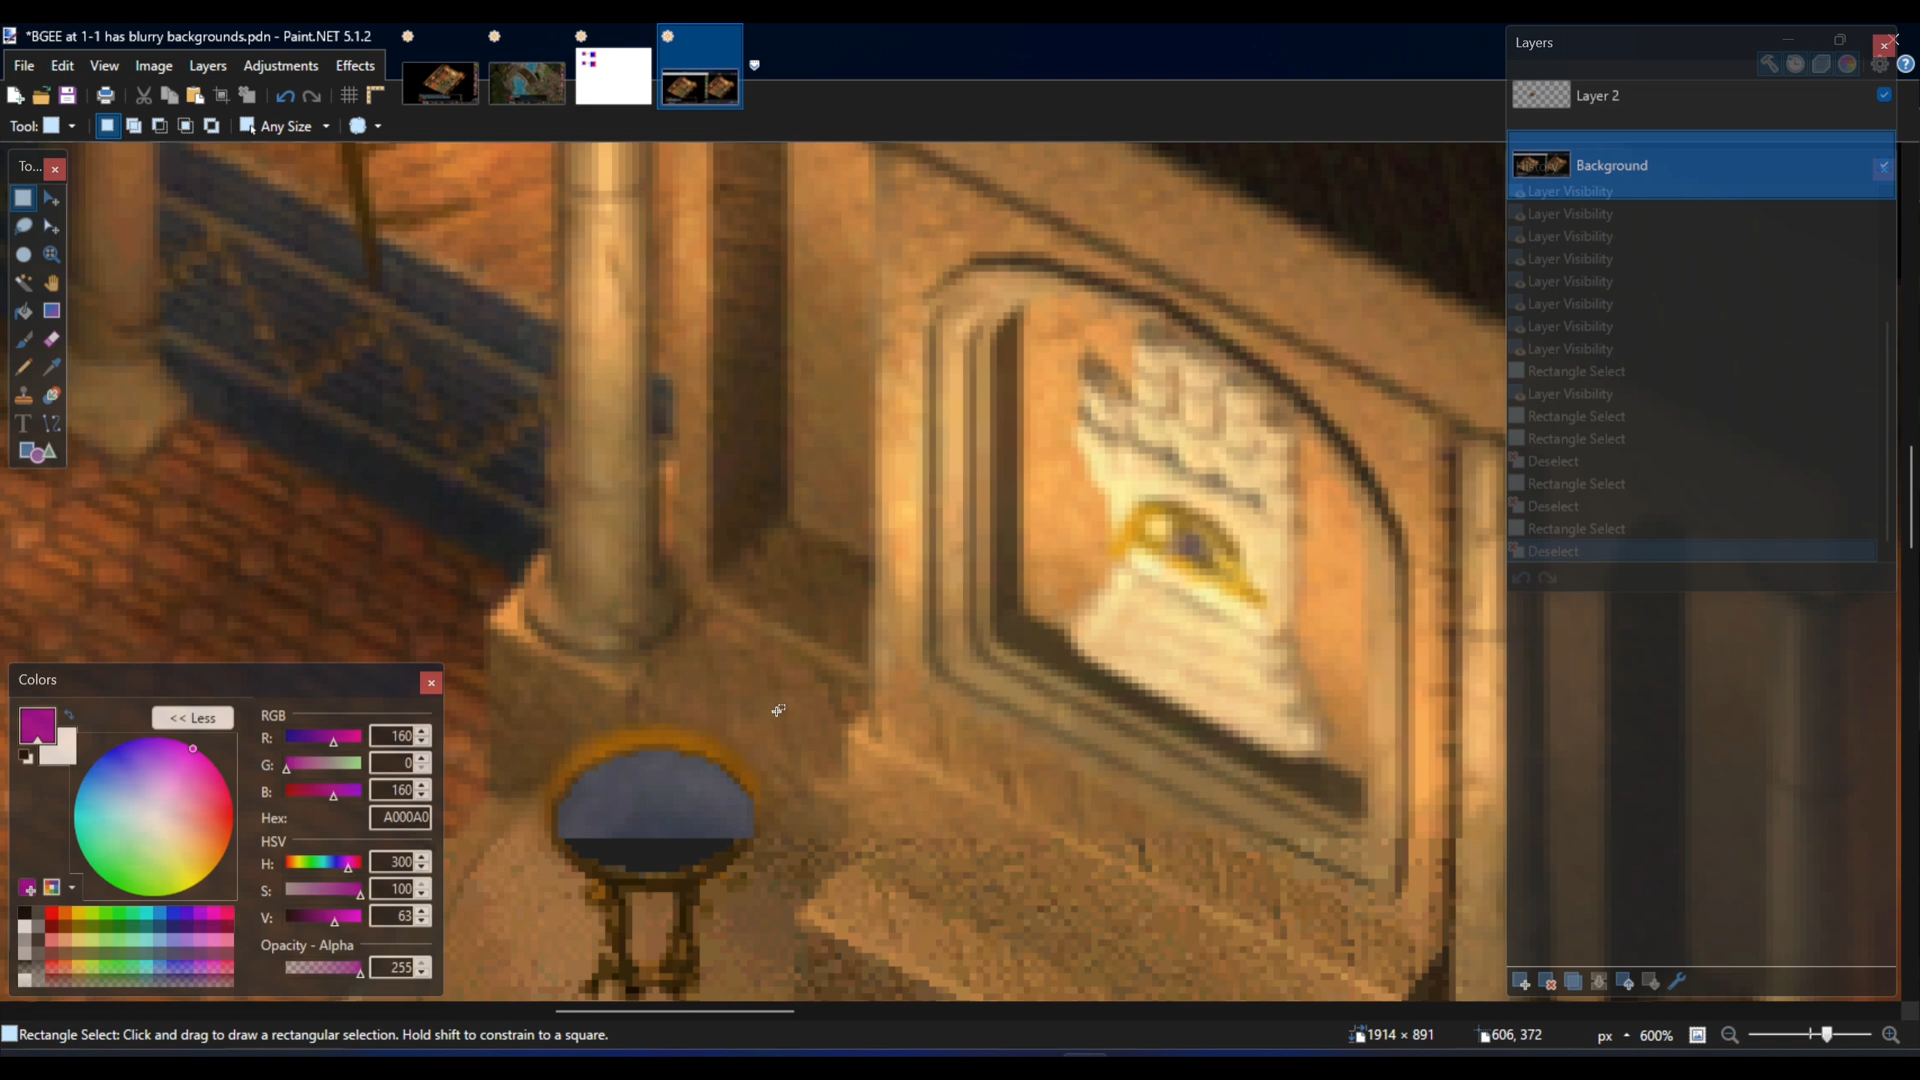 *BGEE at 1-1 has blurry backgrounds.pdn - Paint.NET 5.1.2
File Edit View Image Layers Adjustments Effects
Tool: Any Size
To...
Layers
Layer 2
Background
History
Layer Visibility
Layer Visibility
Layer Visibility
Layer Visibility
Layer Visibility
Layer Visibility
Layer Visibility
Layer Visibility
Rectangle Select
Layer Visibility
Rectangle Select
Rectangle Select
Deselect
Rectangle Select
Deselect
Rectangle Select
Deselect
Colors
<< Less
RGB
R: 160
G: 0
B: 160
Hex: A000A0
HSV
H: 300
S: 100
V: 63
Opacity - Alpha
255
Rectangle Select: Click and drag to draw a rectangular selection. Hold shift to constrain to a square.
1914 × 891
606, 372
px
600%